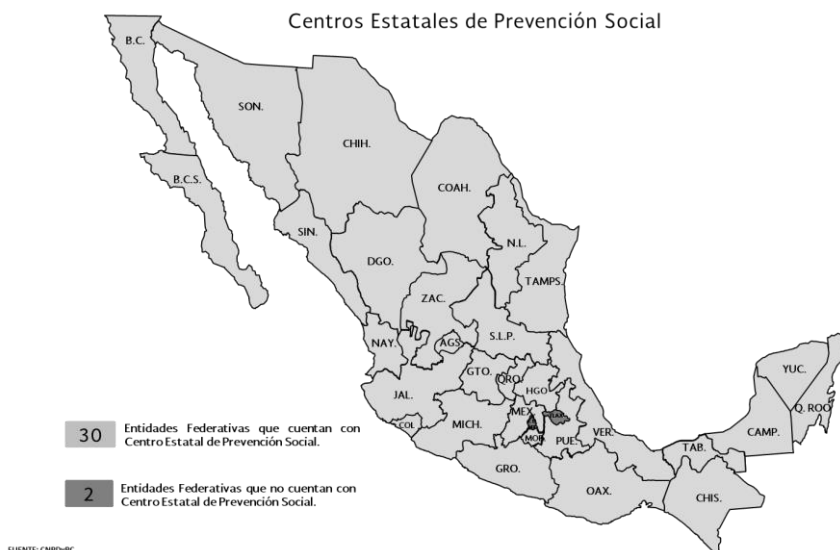 Centros Estatales de Prevención Social
B.C.
SON.
CHIH.
B.C.S.
COAH.
SIN.
N.L.
DGO.
TAMPS.
ZAC.
NAY.
AGS.
S.L.P.
GTO.
QRO.
HGO
YUC.
JAL.
Q. ROO
COL
MICH.
MEX
MOR
PUE.
VER.
CAMP.
TAB.
GRO.
OAX.
CHIS.
30
Entidades Federativas que cuentan con
Centro Estatal de Prevención Social.
2
Entidades Federativas que no cuentan con
Centro Estatal de Prevención Social.